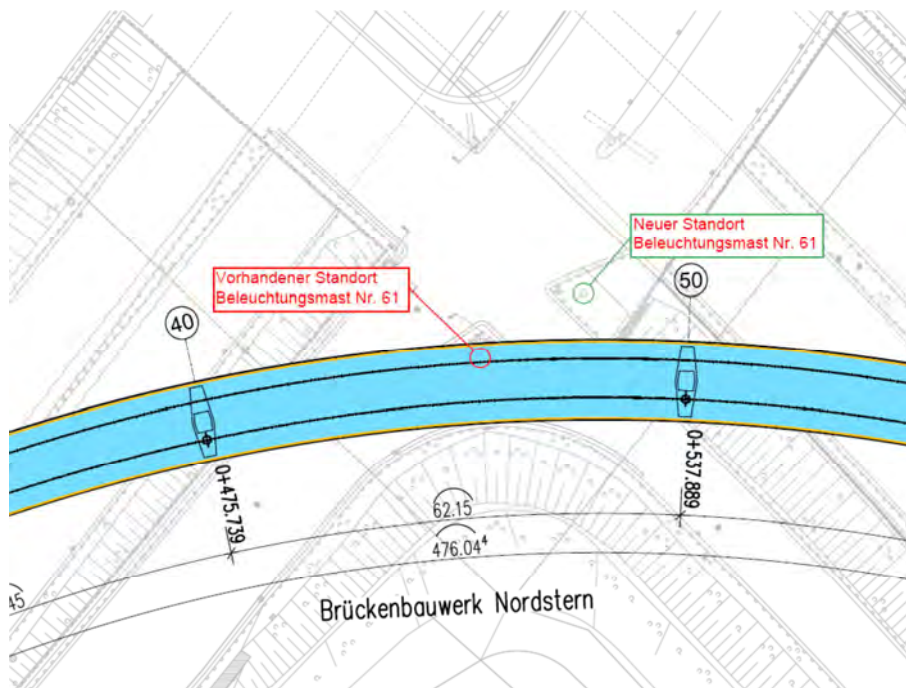 Neuer Standort
Beleuchtungsmast Nr. 61
50
Vorhandener Standort
Beleuchtungsmast Nr. 61
40
0+475.739
0+537.889
62.15
476.04⁴
45
Brückenbauwerk Nordstern